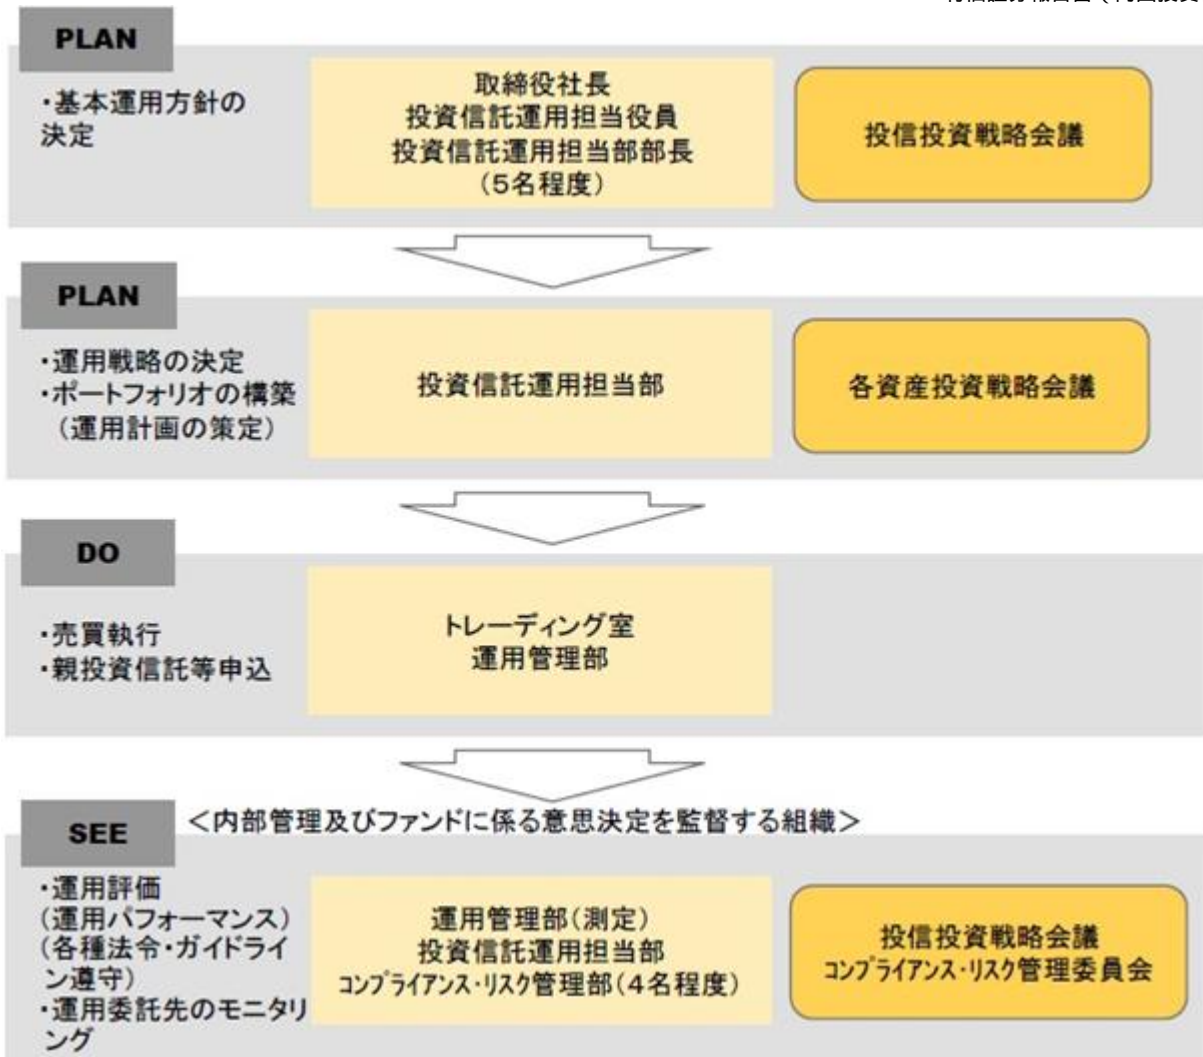 PLAN
・基本運用方針の
決定
取締役社長
投資信託運用担当役員
投資信託運用担当部部長
(5名程度)
投信投資戦略会議
PLAN
・運用戦略の決定
・ポートフォリオの構築
(運用計画の策定)
投資信託運用担当部
各資産投資戦略会議
DO
・売買執行
・親投資信託等申込
トレーディング室
運用管理部
SEE
<内部管理及びファンドに係る意思決定を監督する組織>
・運用評価
(運用パフォーマンス)
(各種法令・ガイドライ
ン遵守)
・運用委託先のモニタリ
ング
運用管理部(測定)
投資信託運用担当部
コンプライアンス・リスク管理部(4名程度)
投信投資戦略会議
コンプライアンス・リスク管理委員会